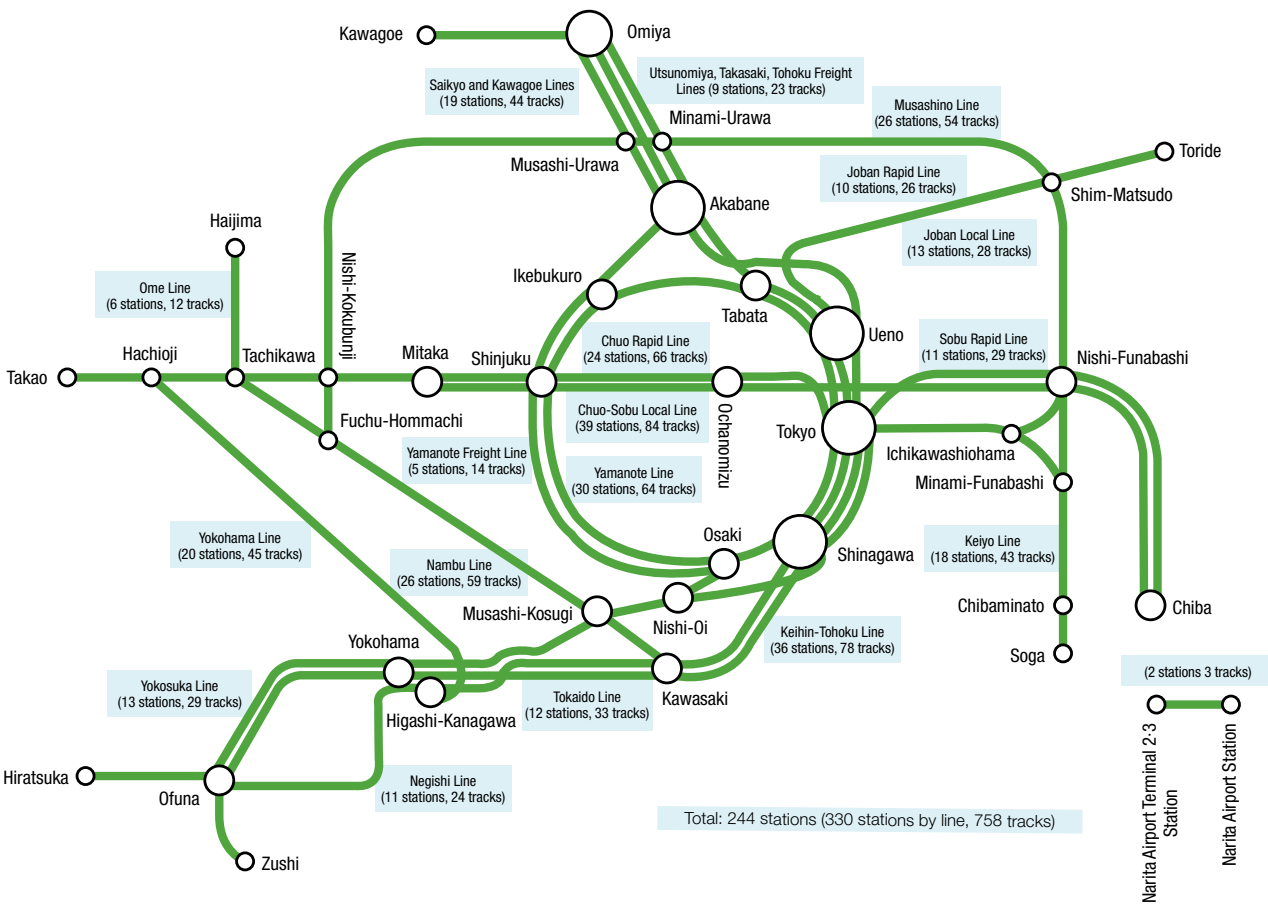 Kawagoe
Omiya
Saikyo and Kawagoe Lines
(19 stations, 44 tracks)
Utsunomiya, Takasaki, Tohoku Freight
Lines (9 stations, 23 tracks)
Musashino Line
(26 stations, 54 tracks)
Minami-Urawa
Musashi-Urawa
Toride
Joban Rapid Line
(10 stations, 26 tracks)
Shim-Matsudo
Akabane
Haijima
Joban Local Line
(13 stations, 28 tracks)
Ome Line
(6 stations, 12 tracks)
Nishi-Kokubunji
Ikebukuro
Tabata
Ueno
Chuo Rapid Line
(24 stations, 66 tracks)
Sobu Rapid Line
(11 stations, 29 tracks)
Takao
Hachioji
Tachikawa
Mitaka
Shinjuku
Nishi-Funabashi
Ochanomizu
Chuo-Sobu Local Line
(39 stations, 84 tracks)
Fuchu-Hommachi
Tokyo
Ichikawashiohama
Yamanote Freight Line
(5 stations, 14 tracks)
Yamanote Line
(30 stations, 64 tracks)
Minami-Funabashi
Yokohama Line
(20 stations, 45 tracks)
Osaki
Shinagawa
Keiyo Line
(18 stations, 43 tracks)
Nambu Line
(26 stations, 59 tracks)
Musashi-Kosugi
Nishi-Oi
Chibaminato
Chiba
Keihin-Tohoku Line
(36 stations, 78 tracks)
Soga
Yokohama
Yokosuka Line
(13 stations, 29 tracks)
Higashi-Kanagawa
Tokaido Line
(12 stations, 33 tracks)
Kawasaki
(2 stations 3 tracks)
Hiratsuka
Ofuna
Negishi Line
(11 stations, 24 tracks)
Zushi
Total: 244 stations (330 stations by line, 758 tracks)
Narita Airport Terminal 2·3
Station
Narita Airport Station